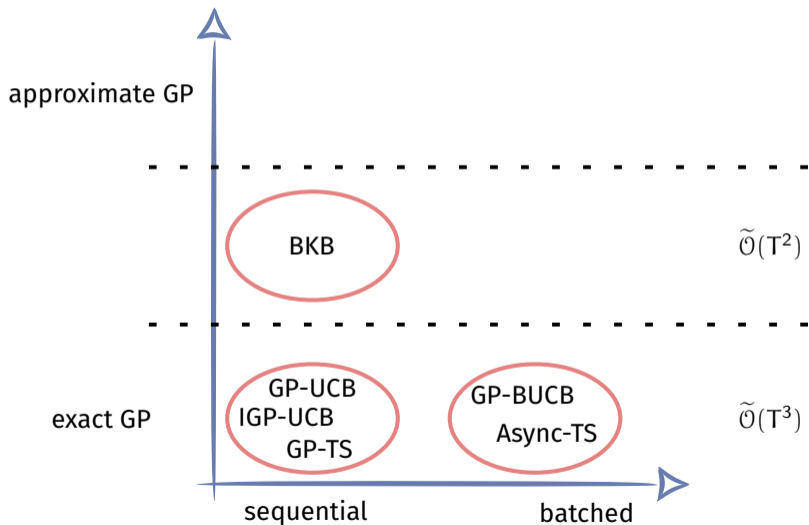 approximate GP
BKB
Õ(T²)
GP-UCB
IGP-UCB
GP-TS
GP-BUCB
Async-TS
exact GP
Õ(T³)
sequential
batched